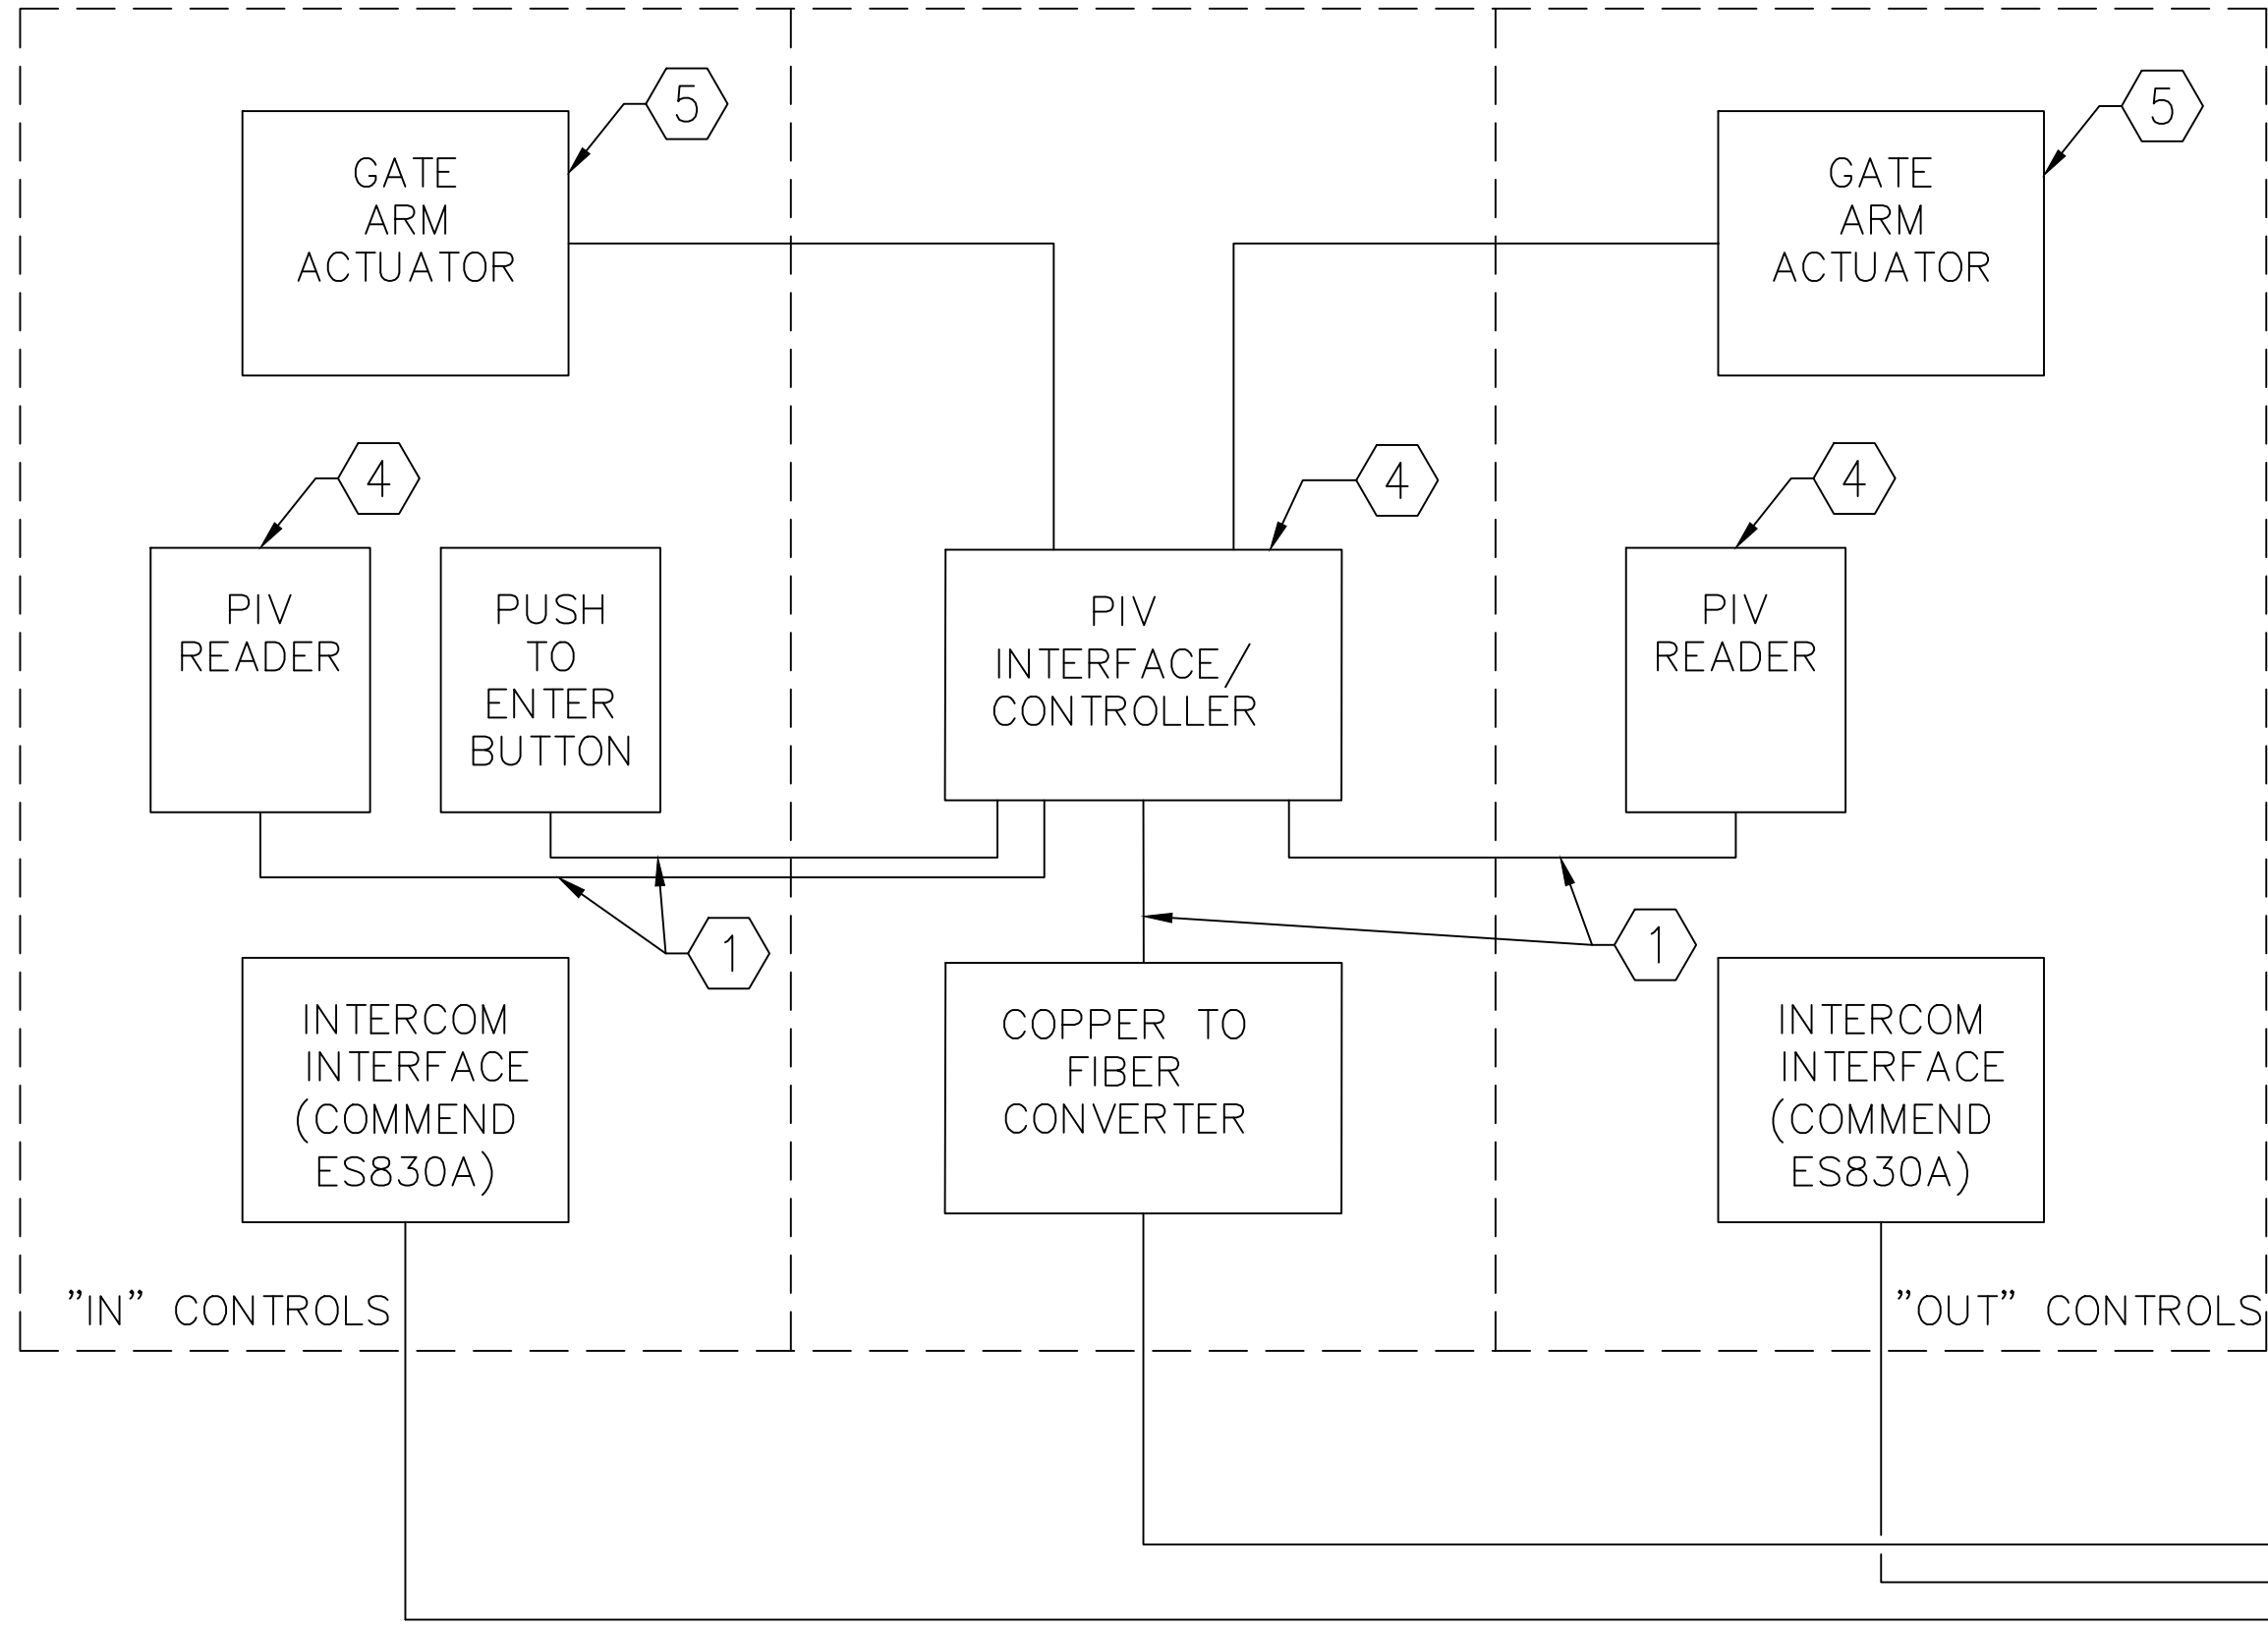 5
GATE
ARM
ACTUATOR
5
GATE
ARM
ACTUATOR
4
PIV
READER
PUSH
TO
ENTER
BUTTON
4
PIV
INTERFACE/
CONTROLLER
4
PIV
READER
1
1
INTERCOM
INTERFACE
(COMMEND
ES830A)
COPPER TO
FIBER
CONVERTER
INTERCOM
INTERFACE
(COMMEND
ES830A)
"IN" CONTROLS
"OUT" CONTROLS